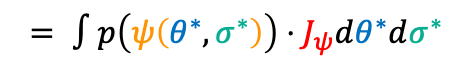 = ∫ p(ψ(θ*, σ*)) · J_ψ dθ*dσ*